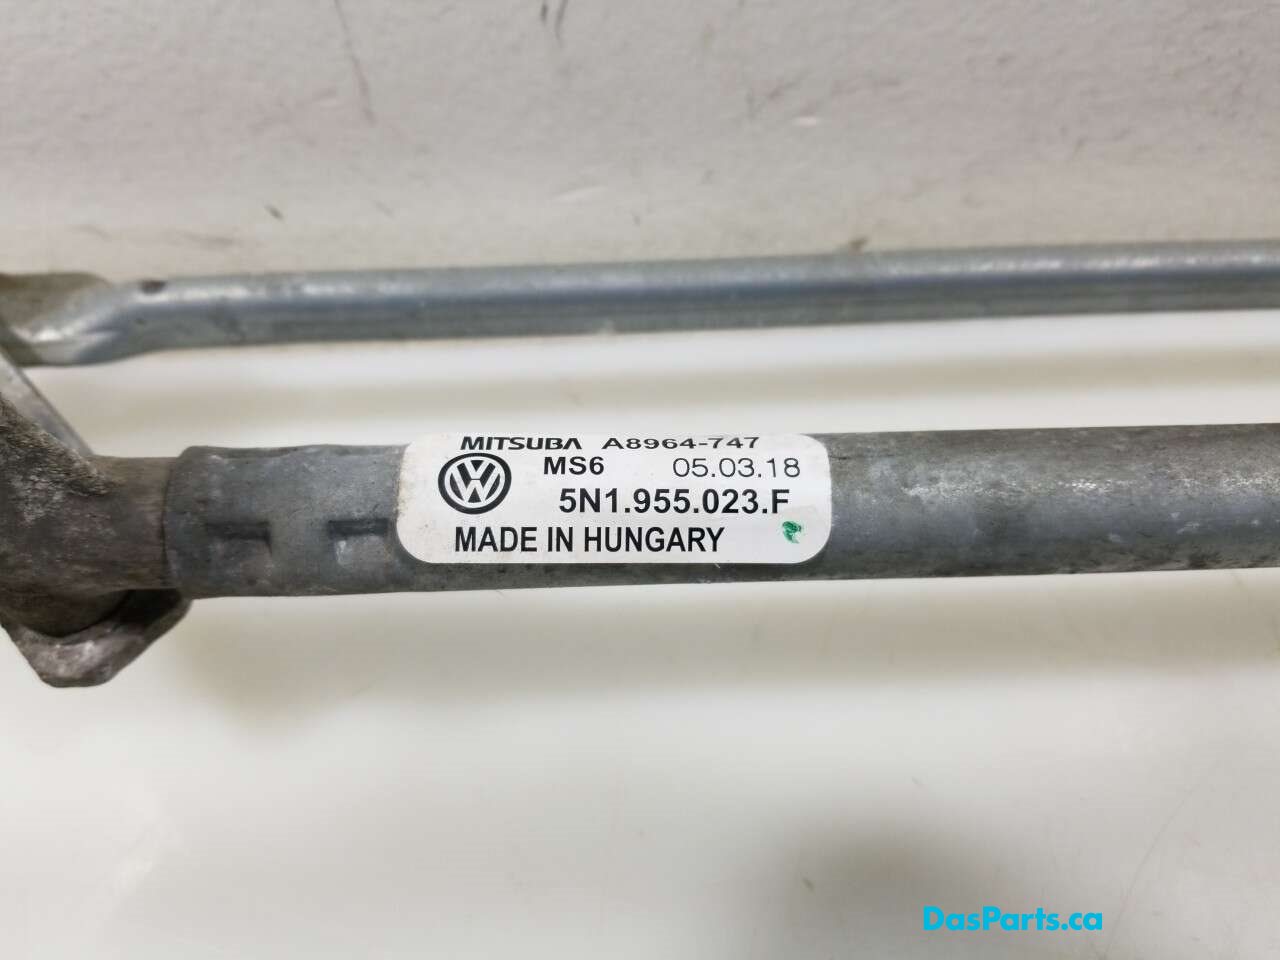 MITSUBA A8964-747
MS6 05.03.18
5N1.955.023.F
MADE IN HUNGARY
DasParts.ca